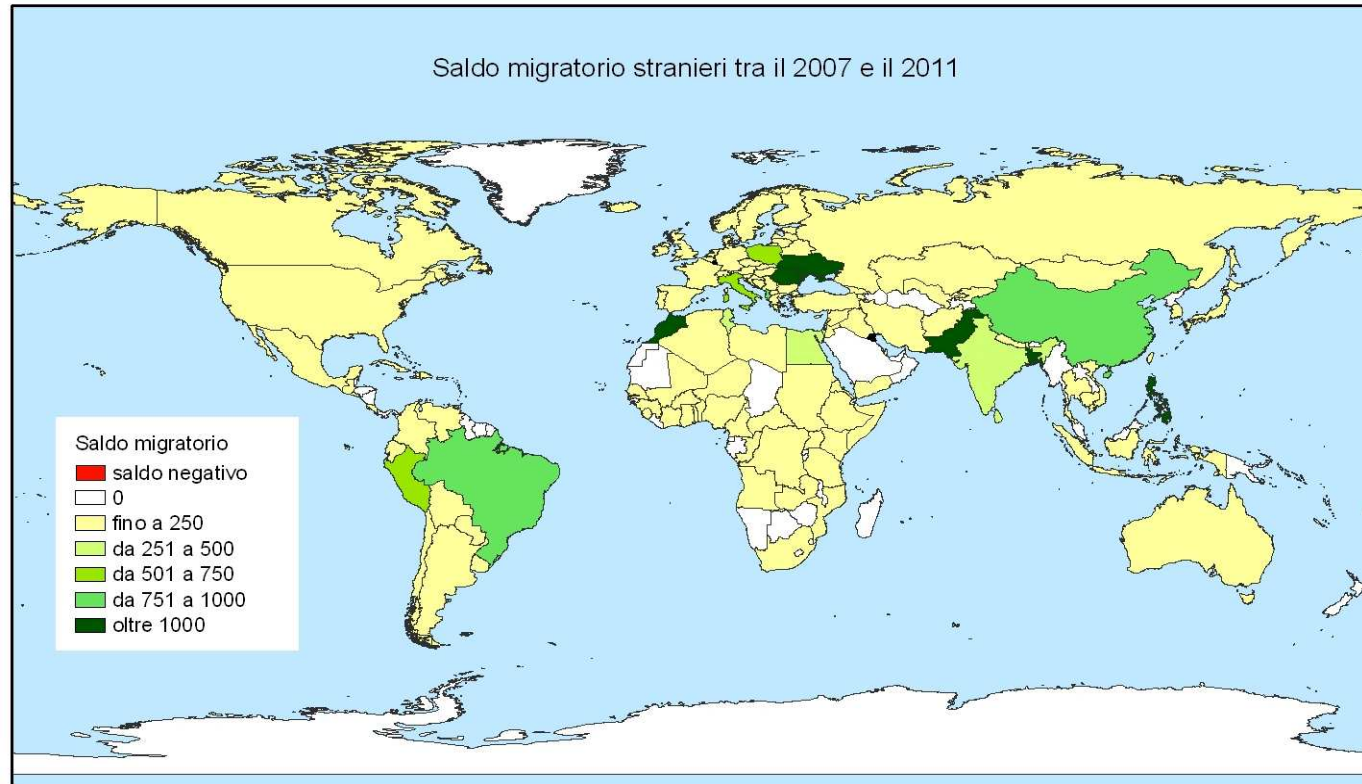 Saldo migratorio stranieri tra il 2007 e il 2011
Saldo migratorio
saldo negativo
0
fino a 250
da 251 a 500
da 501 a 750
da 751 a 1000
oltre 1000